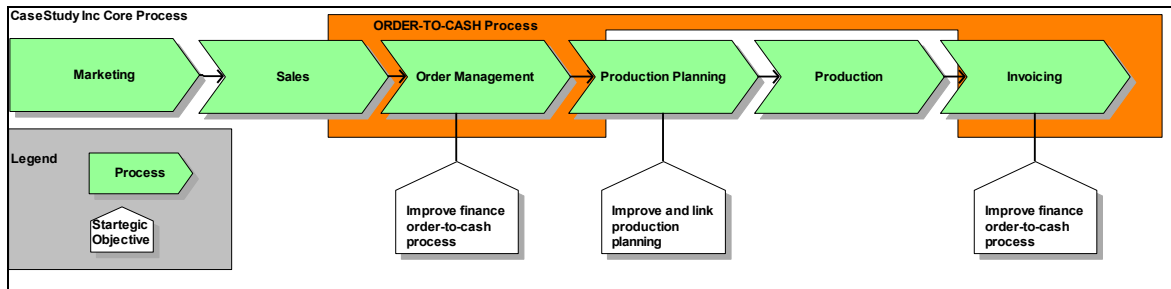 CaseStudy Inc Core Process
ORDER-TO-CASH Process
Marketing
Sales
Order Management
Production Planning
Production
Invoicing
Legend
Process
Startegic
Objective
Improve finance
order-to-cash
process
Improve and link
production
planning
Improve finance
order-to-cash
process